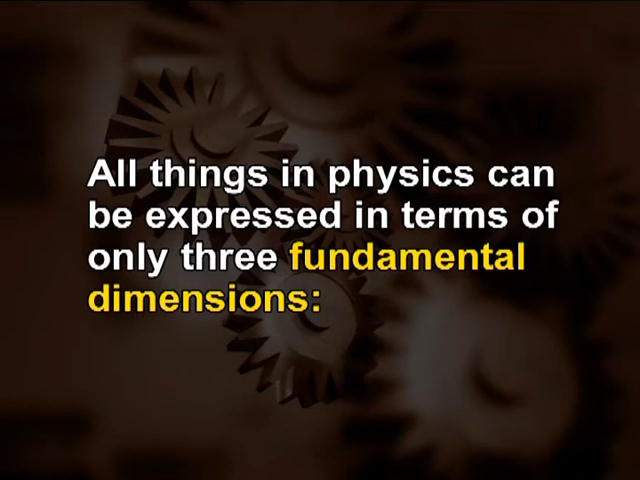 All things in physics can
be expressed in terms of
only three fundamental
dimensions: